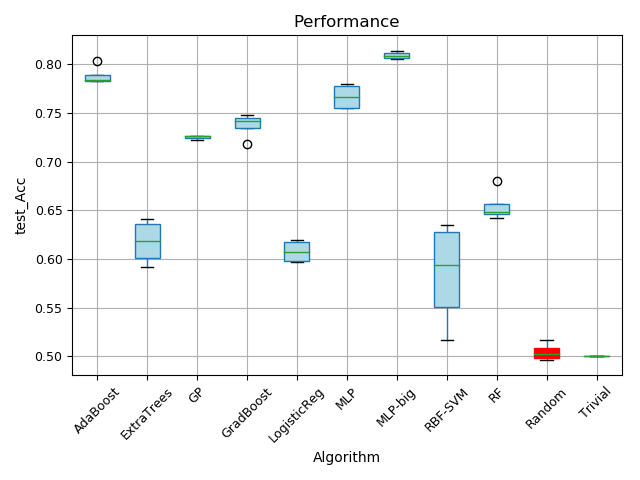 Performance
test_Acc
0.80
0.75
0.70
0.65
0.60
0.55
0.50
AdaBoost
ExtraTrees
GP
GradBoost
LogisticReg
MLP
MLP-big
RBF-SVM
RF
Random
Trivial
Algorithm